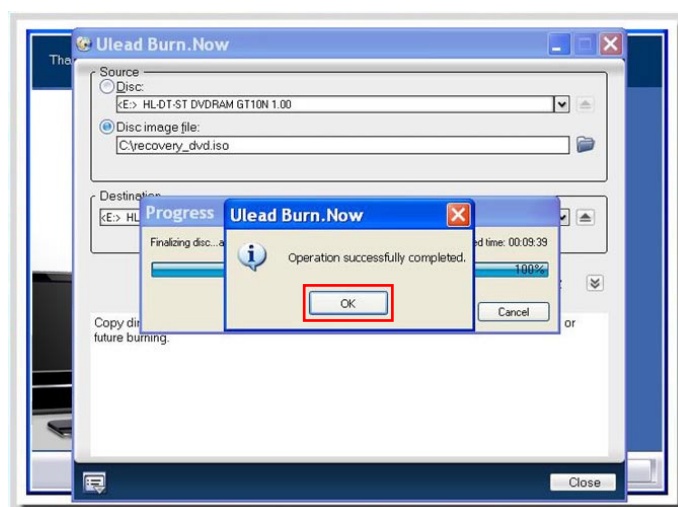 Tha
Ulead Burn.Now
Source
Disc:
<E:> HL-DT-ST DVDRAM GT10N 1.00
Disc image file:
C:\recovery_dvd.iso
Destination
<E:> HL
Progress
Ulead Burn.Now
Finalizing disc...a
Operation successfully completed.
ed time: 00:09:39
100%
OK
Cancel
Copy di
or
future burning.
Close